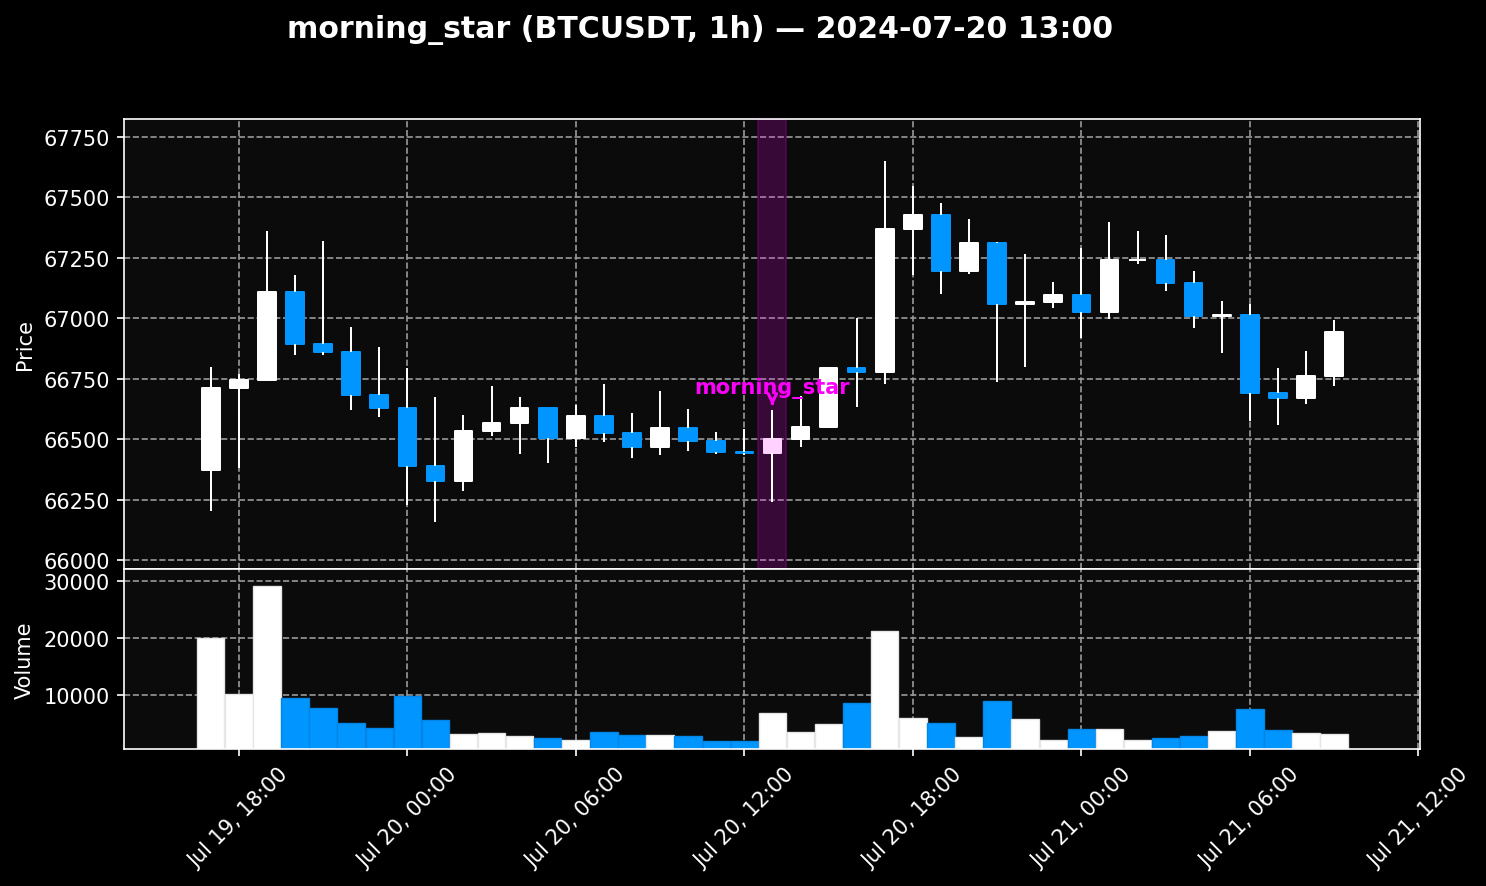 morning_star (BTCUSDT, 1h) — 2024-07-20 13:00
67750
67500
67250
67000
66750
66500
66250
66000
Price
morning_star
30000
20000
10000
Volume
Jul 19, 18:00
Jul 20, 00:00
Jul 20, 06:00
Jul 20, 12:00
Jul 20, 18:00
Jul 21, 00:00
Jul 21, 06:00
Jul 21, 12:00